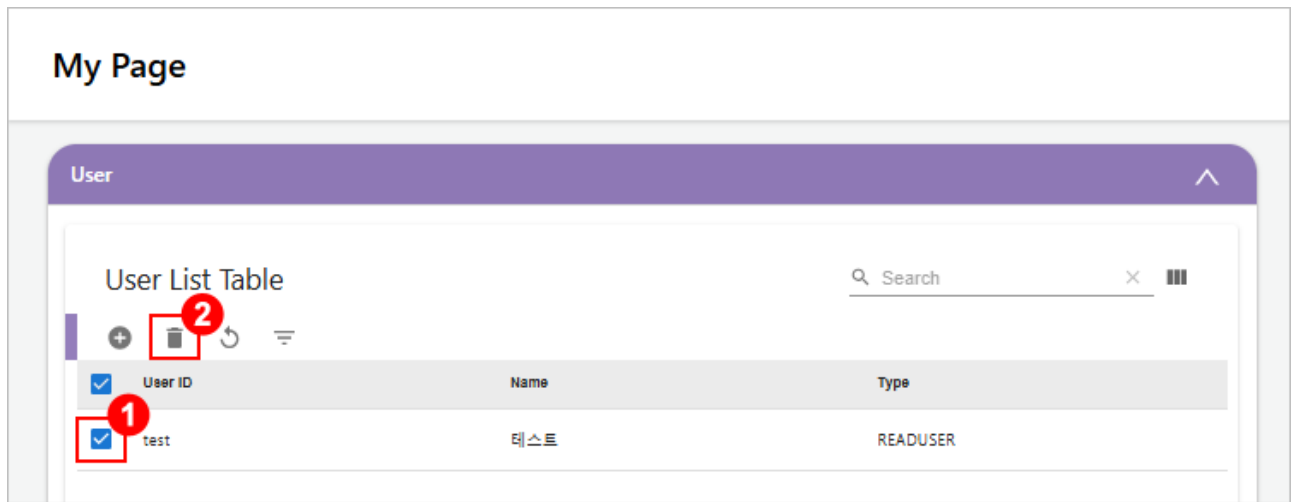 My Page
User
User List Table
Search
2
User ID Name Type
1
test 테스트 READUSER